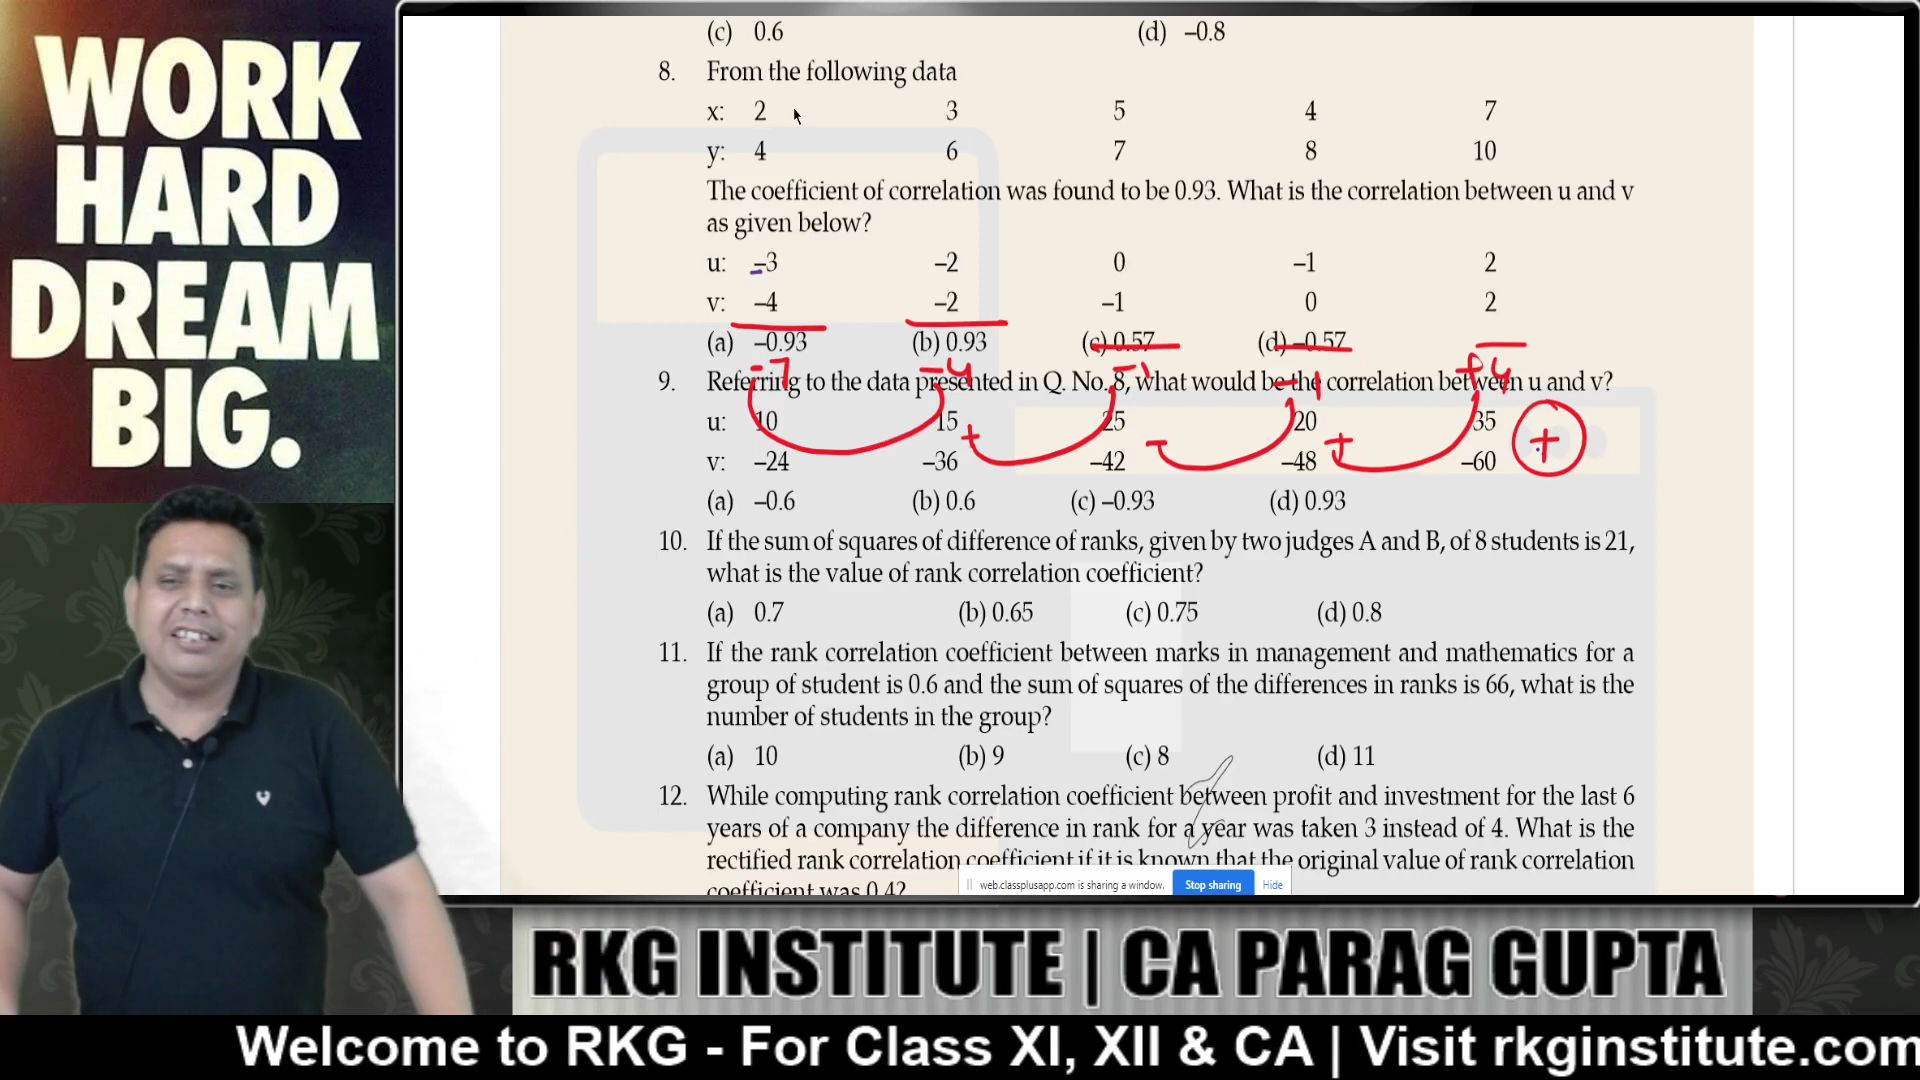 WORK
HARD
DREAM
BIG.
(c) 0.6 (d) –0.8
8. From the following data
x: 2 3 5 4 7
y: 4 6 7 8 10
The coefficient of correlation was found to be 0.93. What is the correlation between u and v
as given below?
u: –3 –2 0 –1 2
v: –4 –2 –1 0 2
(a) –0.93 (b) 0.93 (c) 0.57 (d) –0.57
-7 -4 -1 -1 +4
9. Referring to the data presented in Q. No. 8, what would be the correlation between u and v?
u: 10 15 25 20 35
+ - + +
v: –24 –36 –42 –48 –60
(a) –0.6 (b) 0.6 (c) –0.93 (d) 0.93
10. If the sum of squares of difference of ranks, given by two judges A and B, of 8 students is 21,
what is the value of rank correlation coefficient?
(a) 0.7 (b) 0.65 (c) 0.75 (d) 0.8
11. If the rank correlation coefficient between marks in management and mathematics for a
group of student is 0.6 and the sum of squares of the differences in ranks is 66, what is the
number of students in the group?
(a) 10 (b) 9 (c) 8 (d) 11
12. While computing rank correlation coefficient between profit and investment for the last 6
years of a company the difference in rank for a year was taken 3 instead of 4. What is the
rectified rank correlation coefficient if it is known that the original value of rank correlation
coefficient was 0.4?
web.classplusapp.com is sharing a window. Stop sharing Hide
RKG INSTITUTE | CA PARAG GUPTA
Welcome to RKG - For Class XI, XII & CA | Visit rkginstitute.com